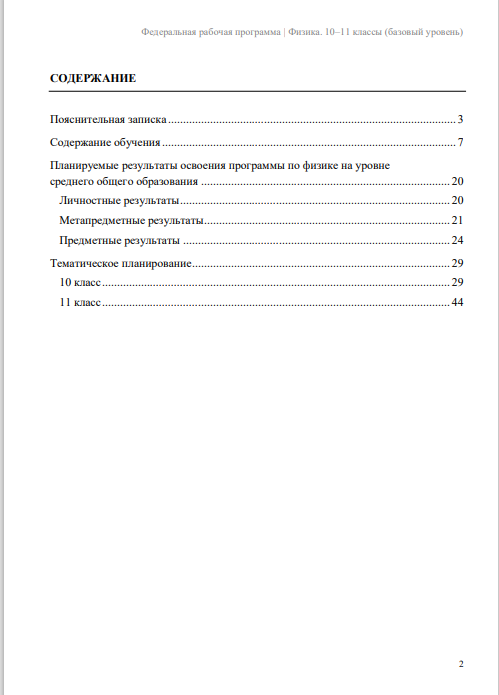 Федеральная рабочая программа | Физика. 10–11 классы (базовый уровень)
СОДЕРЖАНИЕ
Пояснительная записка 3
Содержание обучения 7
Планируемые результаты освоения программы по физике на уровне
среднего общего образования 20
Личностные результаты 20
Метапредметные результаты 21
Предметные результаты 24
Тематическое планирование 29
10 класс 29
11 класс 44
2